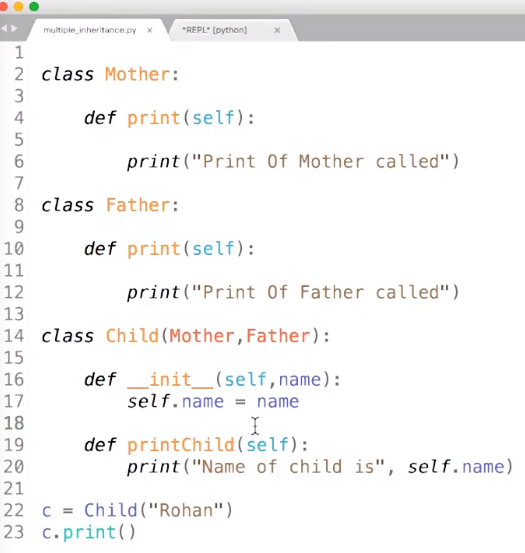 multiple_inheritance.py × *REPL* [python] ×
1
2 class Mother:
3
4     def print(self):
5
6         print("Print Of Mother called")
7
8 class Father:
9
10     def print(self):
11
12         print("Print Of Father called")
13
14 class Child(Mother,Father):
15
16     def __init__(self,name):
17         self.name = name
18
19     def printChild(self):
20         print("Name of child is", self.name)
21
22 c = Child("Rohan")
23 c.print()